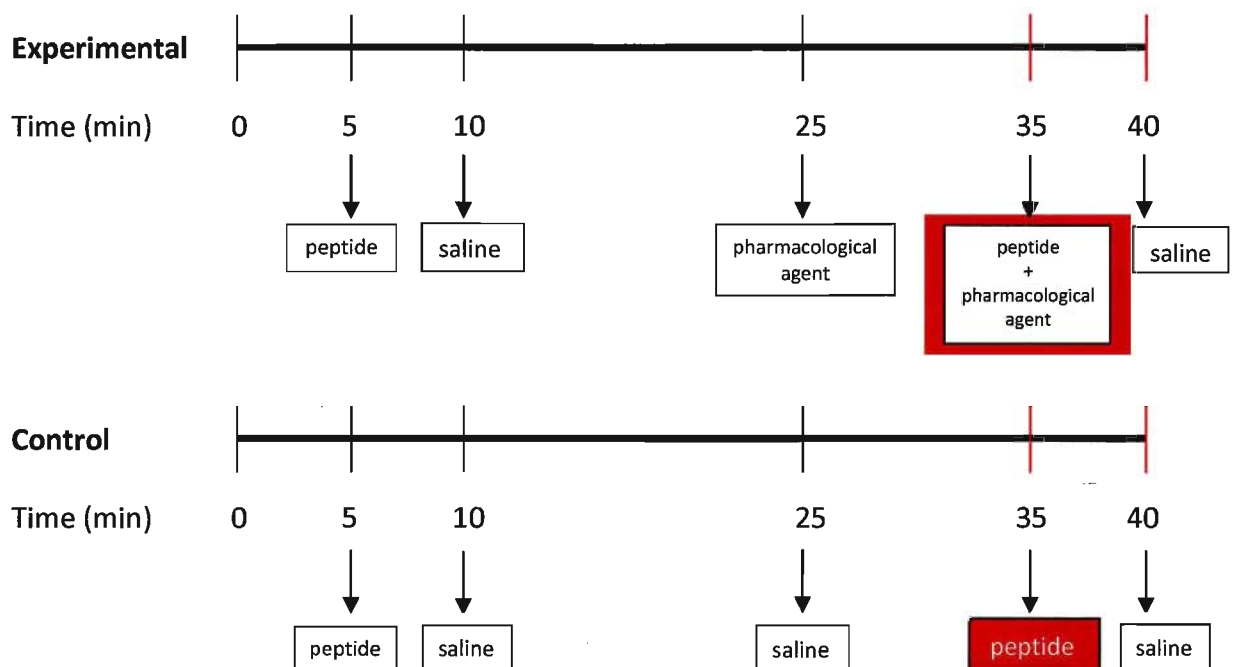 Experimental
Time (min) 0 5 10 25 35 40
peptide
saline
pharmacological
agent
peptide
+
pharmacological
agent
saline
Control
Time (min) 0 5 10 25 35 40
peptide
saline
saline
peptide
saline